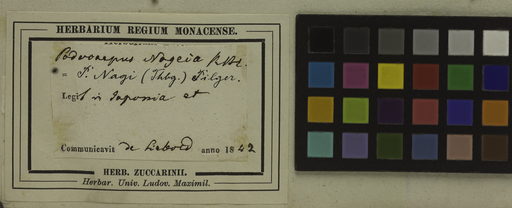 HERBARIUM REGIUM MONACENSE.
Podocarpus Nageia R.Br.
= P. Nagi (Thbg.) Pilger.
Legit in Japonia et
Communicavit de Siebold anno 1842
HERB. ZUCCARINII.
Herbar. Univ. Ludov. Maximil.